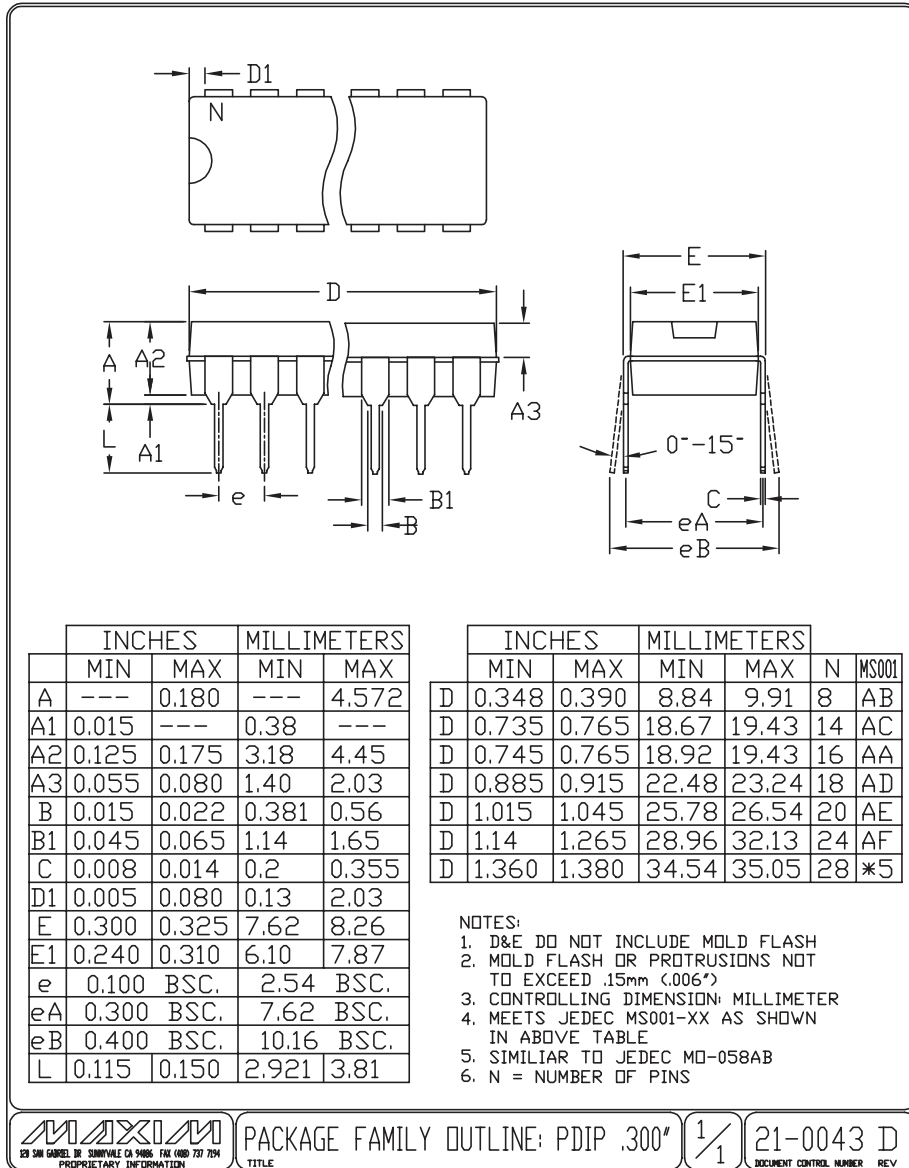 D1
N
D
E
E1
A
A2
A3
L
A1
0°-15°
e
B1
B
C
eA
eB
INCHES MILLIMETERS
MIN MAX MIN MAX
A --- 0.180 --- 4.572
A1 0.015 --- 0.38 ---
A2 0.125 0.175 3.18 4.45
A3 0.055 0.080 1.40 2.03
B 0.015 0.022 0.381 0.56
B1 0.045 0.065 1.14 1.65
C 0.008 0.014 0.2 0.355
D1 0.005 0.080 0.13 2.03
E 0.300 0.325 7.62 8.26
E1 0.240 0.310 6.10 7.87
e 0.100 BSC. 2.54 BSC.
eA 0.300 BSC. 7.62 BSC.
eB 0.400 BSC. 10.16 BSC.
L 0.115 0.150 2.921 3.81
INCHES MILLIMETERS
MIN MAX MIN MAX N MS001
D 0.348 0.390 8.84 9.91 8 AB
D 0.735 0.765 18.67 19.43 14 AC
D 0.745 0.765 18.92 19.43 16 AA
D 0.885 0.915 22.48 23.24 18 AD
D 1.015 1.045 25.78 26.54 20 AE
D 1.14 1.265 28.96 32.13 24 AF
D 1.360 1.380 34.54 35.05 28 *5
NOTES:
1. D&E DO NOT INCLUDE MOLD FLASH
2. MOLD FLASH OR PROTRUSIONS NOT
TO EXCEED .15mm (.006")
3. CONTROLLING DIMENSION: MILLIMETER
4. MEETS JEDEC MS001-XX AS SHOWN
IN ABOVE TABLE
5. SIMILIAR TO JEDEC MO-058AB
6. N = NUMBER OF PINS
MAXIM
120 SAN GABRIEL DR SUNNYVALE CA 94086 FAX (408) 737 7194
PROPRIETARY INFORMATION
PACKAGE FAMILY OUTLINE: PDIP .300"
TITLE
1/1
21-0043 D
DOCUMENT CONTROL NUMBER REV